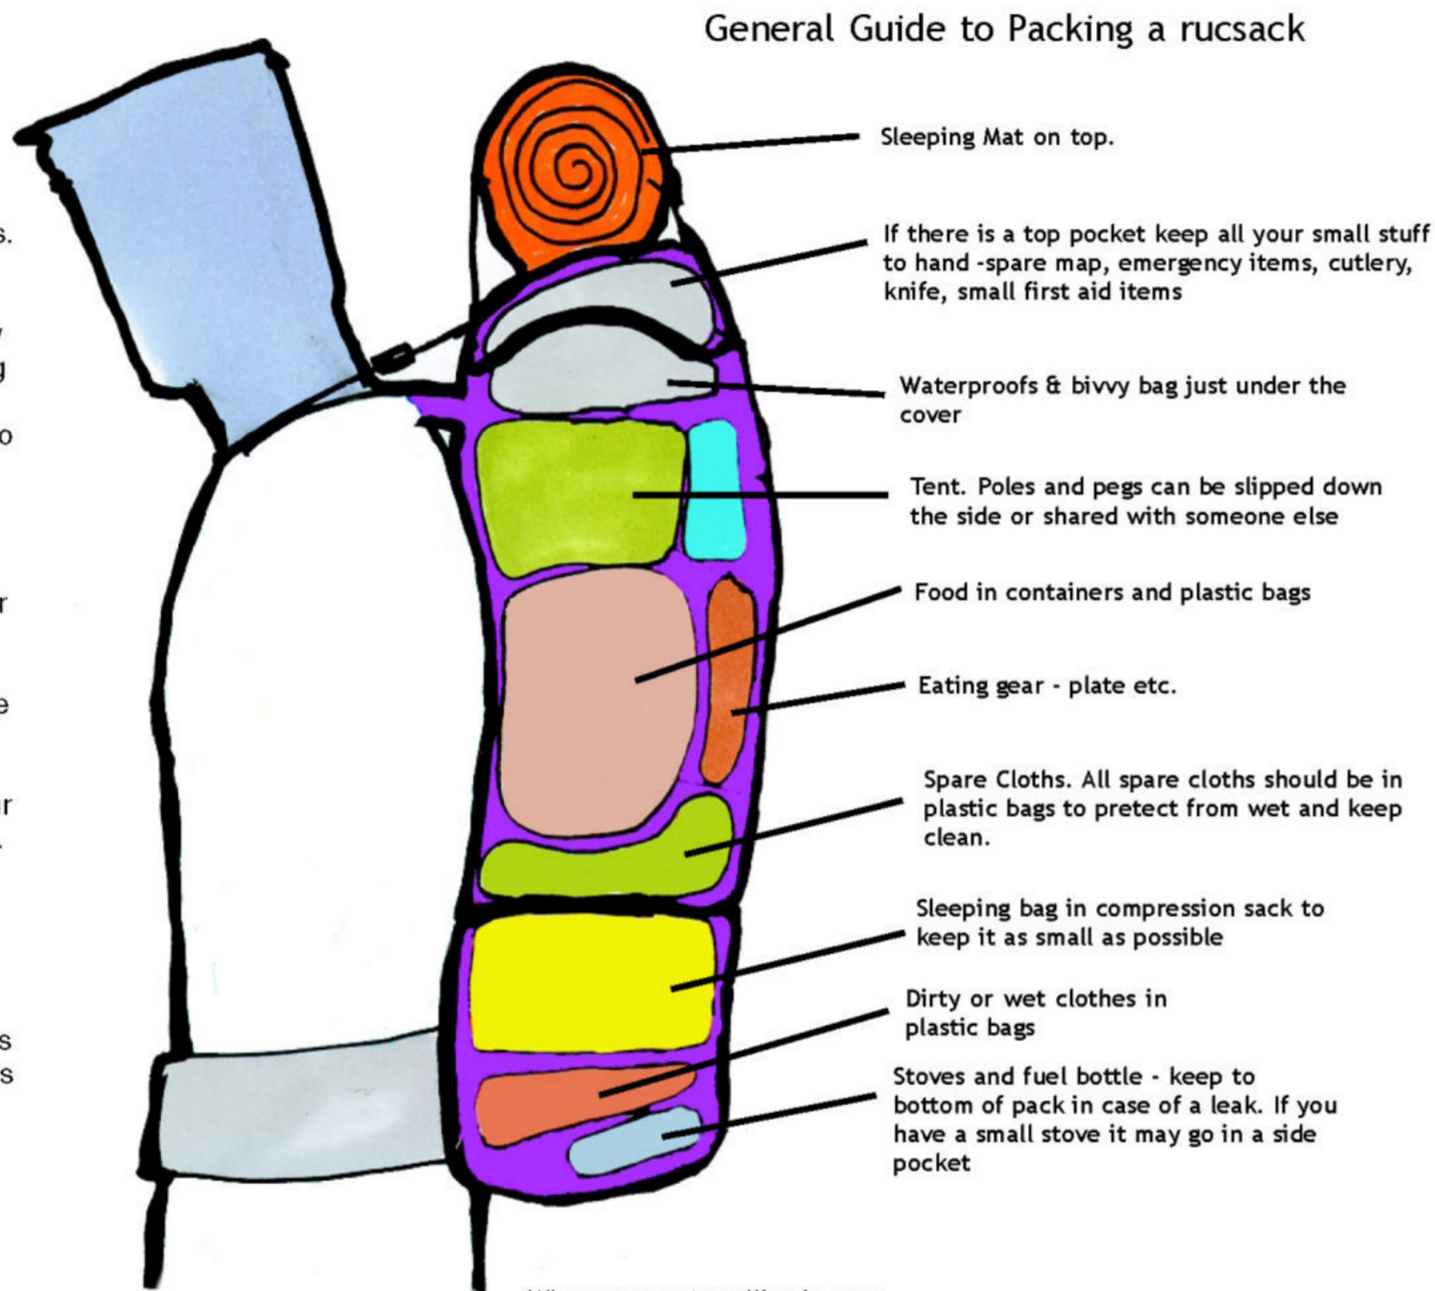 General Guide to Packing a rucsack
Sleeping Mat on top.
If there is a top pocket keep all your small stuff
to hand -spare map, emergency items, cutlery,
knife, small first aid items
Waterproofs & bivvy bag just under the
cover
Tent. Poles and pegs can be slipped down
the side or shared with someone else
Food in containers and plastic bags
Eating gear - plate etc.
Spare Cloths. All spare cloths should be in
plastic bags to pretect from wet and keep
clean.
Sleeping bag in compression sack to
keep it as small as possible
Dirty or wet clothes in
plastic bags
Stoves and fuel bottle - keep to
bottom of pack in case of a leak. If you
have a small stove it may go in a side
pocket